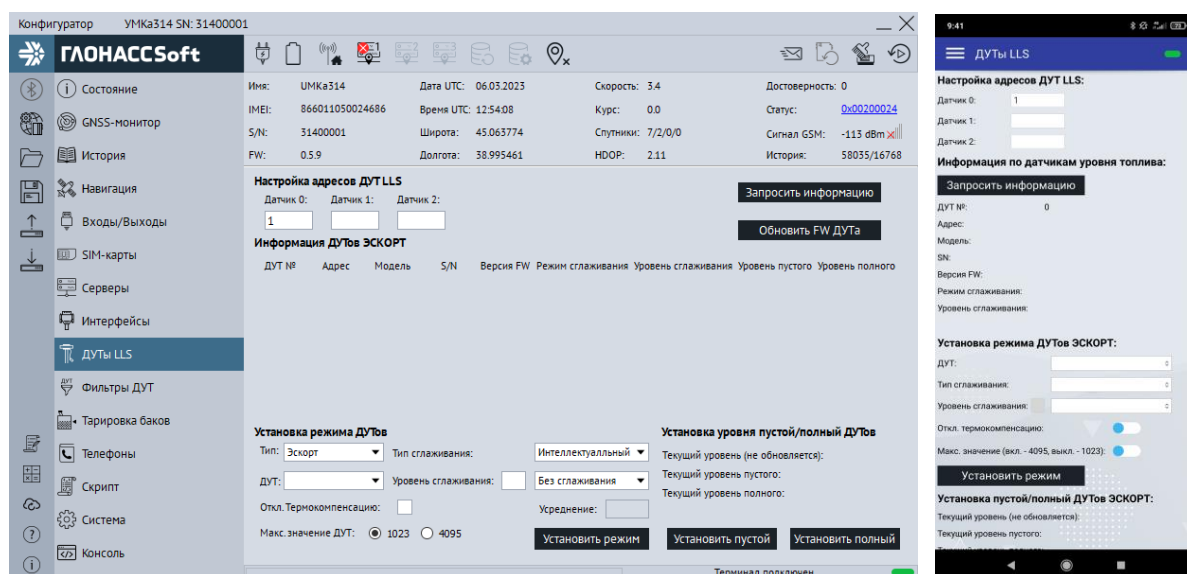 Конфигуратор УМКа314 SN: 31400001
ГЛОНАССSoft
Состояние
GNSS-монитор
История
Навигация
Входы/Выходы
SIM-карты
Серверы
Интерфейсы
ДУТы LLS
Фильтры ДУТ
Тарировка баков
Телефоны
Скрипт
Система
Консоль
Имя: UMKa314 Дата UTC: 06.03.2023 Скорость: 3.4 Достоверность: 0
IMEI: 866011050024686 Время UTC: 12:54:08 Курс: 0.0 Статус: 0x00200024
S/N: 31400001 Широта: 45.063774 Спутники: 7/2/0/0 Сигнал GSM: -113 dBm
FW: 0.5.9 Долгота: 38.995461 HDOP: 2.11 История: 58035/16768
Настройка адресов ДУТ LLS
Датчик 0: Датчик 1: Датчик 2:
1
Запросить информацию
Обновить FW ДУТа
Информация ДУТов ЭСКОРТ
ДУТ № Адрес Модель S/N Версия FW Режим сглаживания Уровень сглаживания Уровень пустого Уровень полного
Установка режима ДУТов
Тип: Эскорт Тип сглаживания: Интеллектуалльный
ДУТ: Уровень сглаживания: Без сглаживания
Откл. Термокомпенсацию: Усреднение:
Макс. значение ДУТ: 1023 4095 Установить режим
Установка уровня пустой/полный ДУТов
Текущий уровень (не обновляется):
Текущий уровень пустого:
Текущий уровень полного:
Установить пустой Установить полный
Терминал подключен
9:41
ДУТы LLS
Настройка адресов ДУТ LLS:
Датчик 0: 1
Датчик 1:
Датчик 2:
Информация по датчикам уровня топлива:
Запросить информацию
ДУТ №: 0
Адрес:
Модель:
SN:
Версия FW:
Режим сглаживания:
Уровень сглаживания:
Установка режима ДУТов ЭСКОРТ:
ДУТ:
Тип сглаживания:
Уровень сглаживания:
Откл. термокомпенсацию:
Макс. значение (вкл. - 4095, выкл. - 1023):
Установить режим
Установка пустой/полный ДУТов ЭСКОРТ:
Текущий уровень (не обновляется):
Текущий уровень пустого: